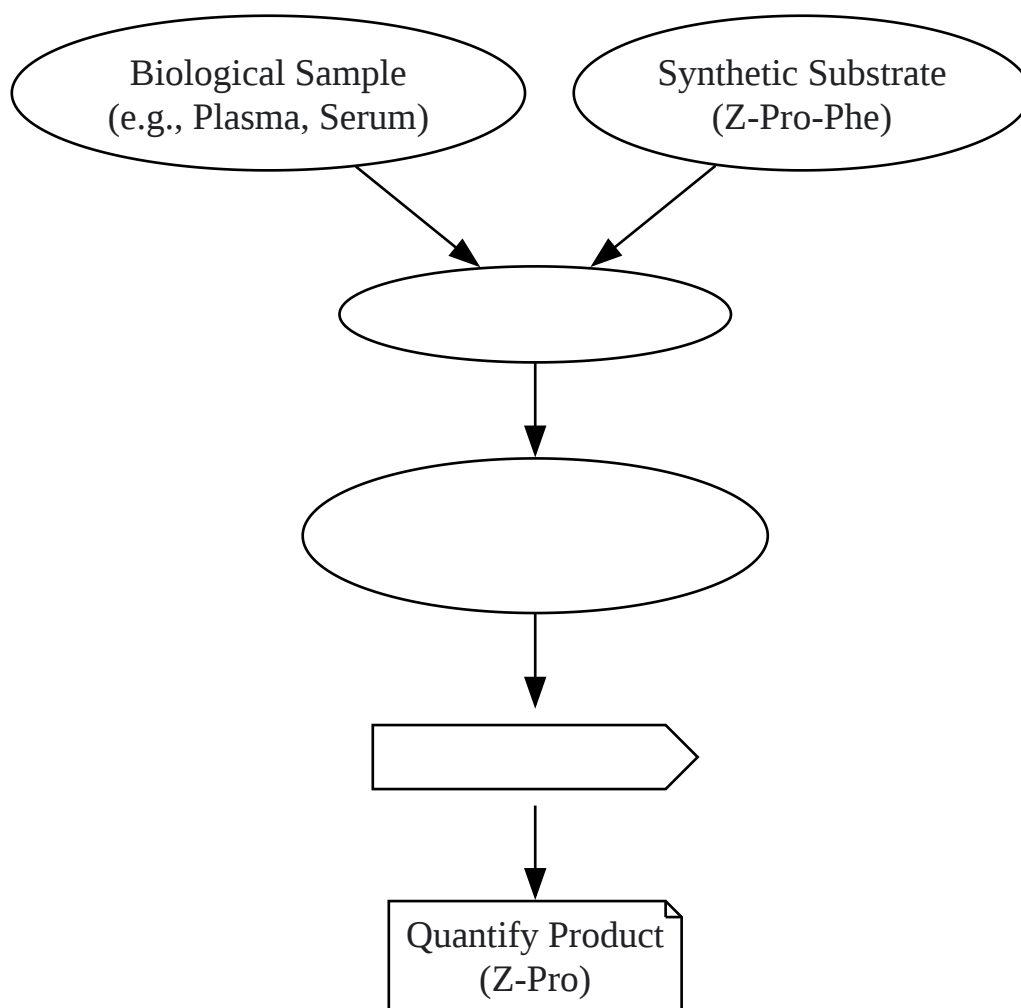 Biological Sample
(e.g., Plasma, Serum)
Synthetic Substrate
(Z-Pro-Phe)
Quantify Product
(Z-Pro)